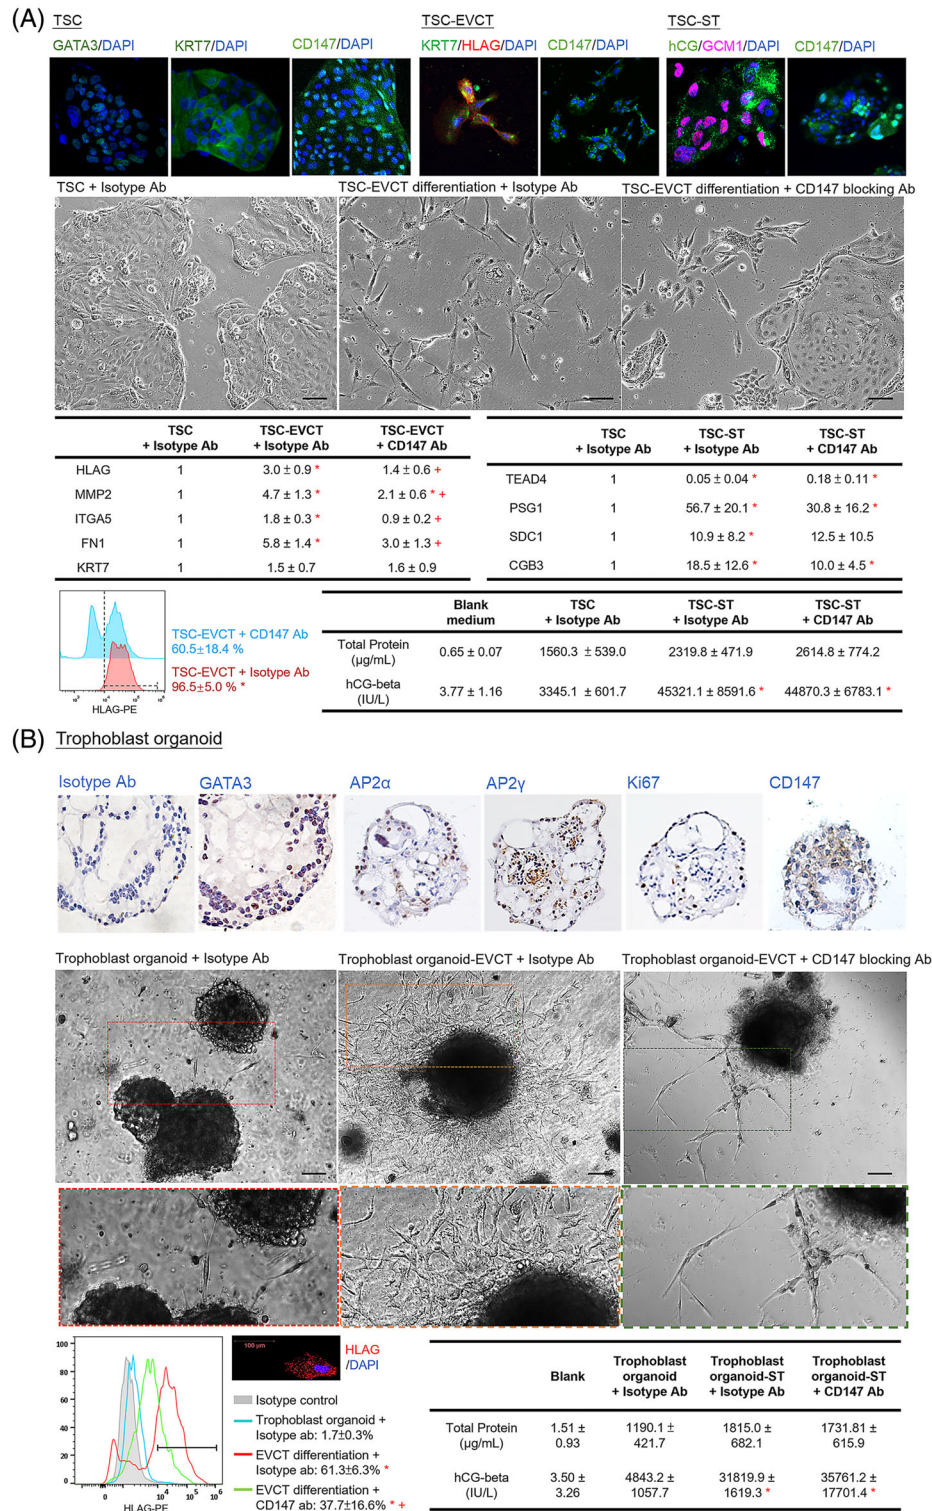 (A)
TSC
TSC-EVCT
TSC-ST
GATA3/DAPI KRT7/DAPI CD147/DAPI KRT7/HLAG/DAPI CD147/DAPI hCG/GCM1/DAPI CD147/DAPI
TSC + Isotype Ab
TSC-EVCT differentiation + Isotype Ab
TSC-EVCT differentiation + CD147 blocking Ab
TSC + Isotype Ab TSC-EVCT + Isotype Ab TSC-EVCT + CD147 Ab
HLAG 1 3.0 ± 0.9 * 1.4 ± 0.6 +
MMP2 1 4.7 ± 1.3 * 2.1 ± 0.6 * +
ITGA5 1 1.8 ± 0.3 * 0.9 ± 0.2 +
FN1 1 5.8 ± 1.4 * 3.0 ± 1.3 +
KRT7 1 1.5 ± 0.7 1.6 ± 0.9
TSC + Isotype Ab TSC-ST + Isotype Ab TSC-ST + CD147 Ab
TEAD4 1 0.05 ± 0.04 * 0.18 ± 0.11 *
PSG1 1 56.7 ± 20.1 * 30.8 ± 16.2 *
SDC1 1 10.9 ± 8.2 * 12.5 ± 10.5
CGB3 1 18.5 ± 12.6 * 10.0 ± 4.5 *
TSC-EVCT + CD147 Ab
60.5±18.4 %
TSC-EVCT + Isotype Ab
96.5±5.0 % *
HLAG-PE
Blank medium TSC + Isotype Ab TSC-ST + Isotype Ab TSC-ST + CD147 Ab
Total Protein (µg/mL) 0.65 ± 0.07 1560.3 ± 539.0 2319.8 ± 471.9 2614.8 ± 774.2
hCG-beta (IU/L) 3.77 ± 1.16 3345.1 ± 601.7 45321.1 ± 8591.6 * 44870.3 ± 6783.1 *
(B) Trophoblast organoid
Isotype Ab GATA3 AP2α AP2γ Ki67 CD147
Trophoblast organoid + Isotype Ab
Trophoblast organoid-EVCT + Isotype Ab
Trophoblast organoid-EVCT + CD147 blocking Ab
100
80
60
40
20
0
0 10⁴ 10⁵ 10⁶
HLAG-PE
100 µm
HLAG
/DAPI
Isotype control
Trophoblast organoid +
Isotype ab: 1.7±0.3%
EVCT differentiation +
Isotype ab: 61.3±6.3% *
EVCT differentiation +
CD147 ab: 37.7±16.6% * +
Blank Trophoblast organoid + Isotype Ab Trophoblast organoid-ST + Isotype Ab Trophoblast organoid-ST + CD147 Ab
Total Protein (µg/mL) 1.51 ± 0.93 1190.1 ± 421.7 1815.0 ± 682.1 1731.81 ± 615.9
hCG-beta (IU/L) 3.50 ± 3.26 4843.2 ± 1057.7 31819.9 ± 1619.3 * 35761.2 ± 17701.4 *